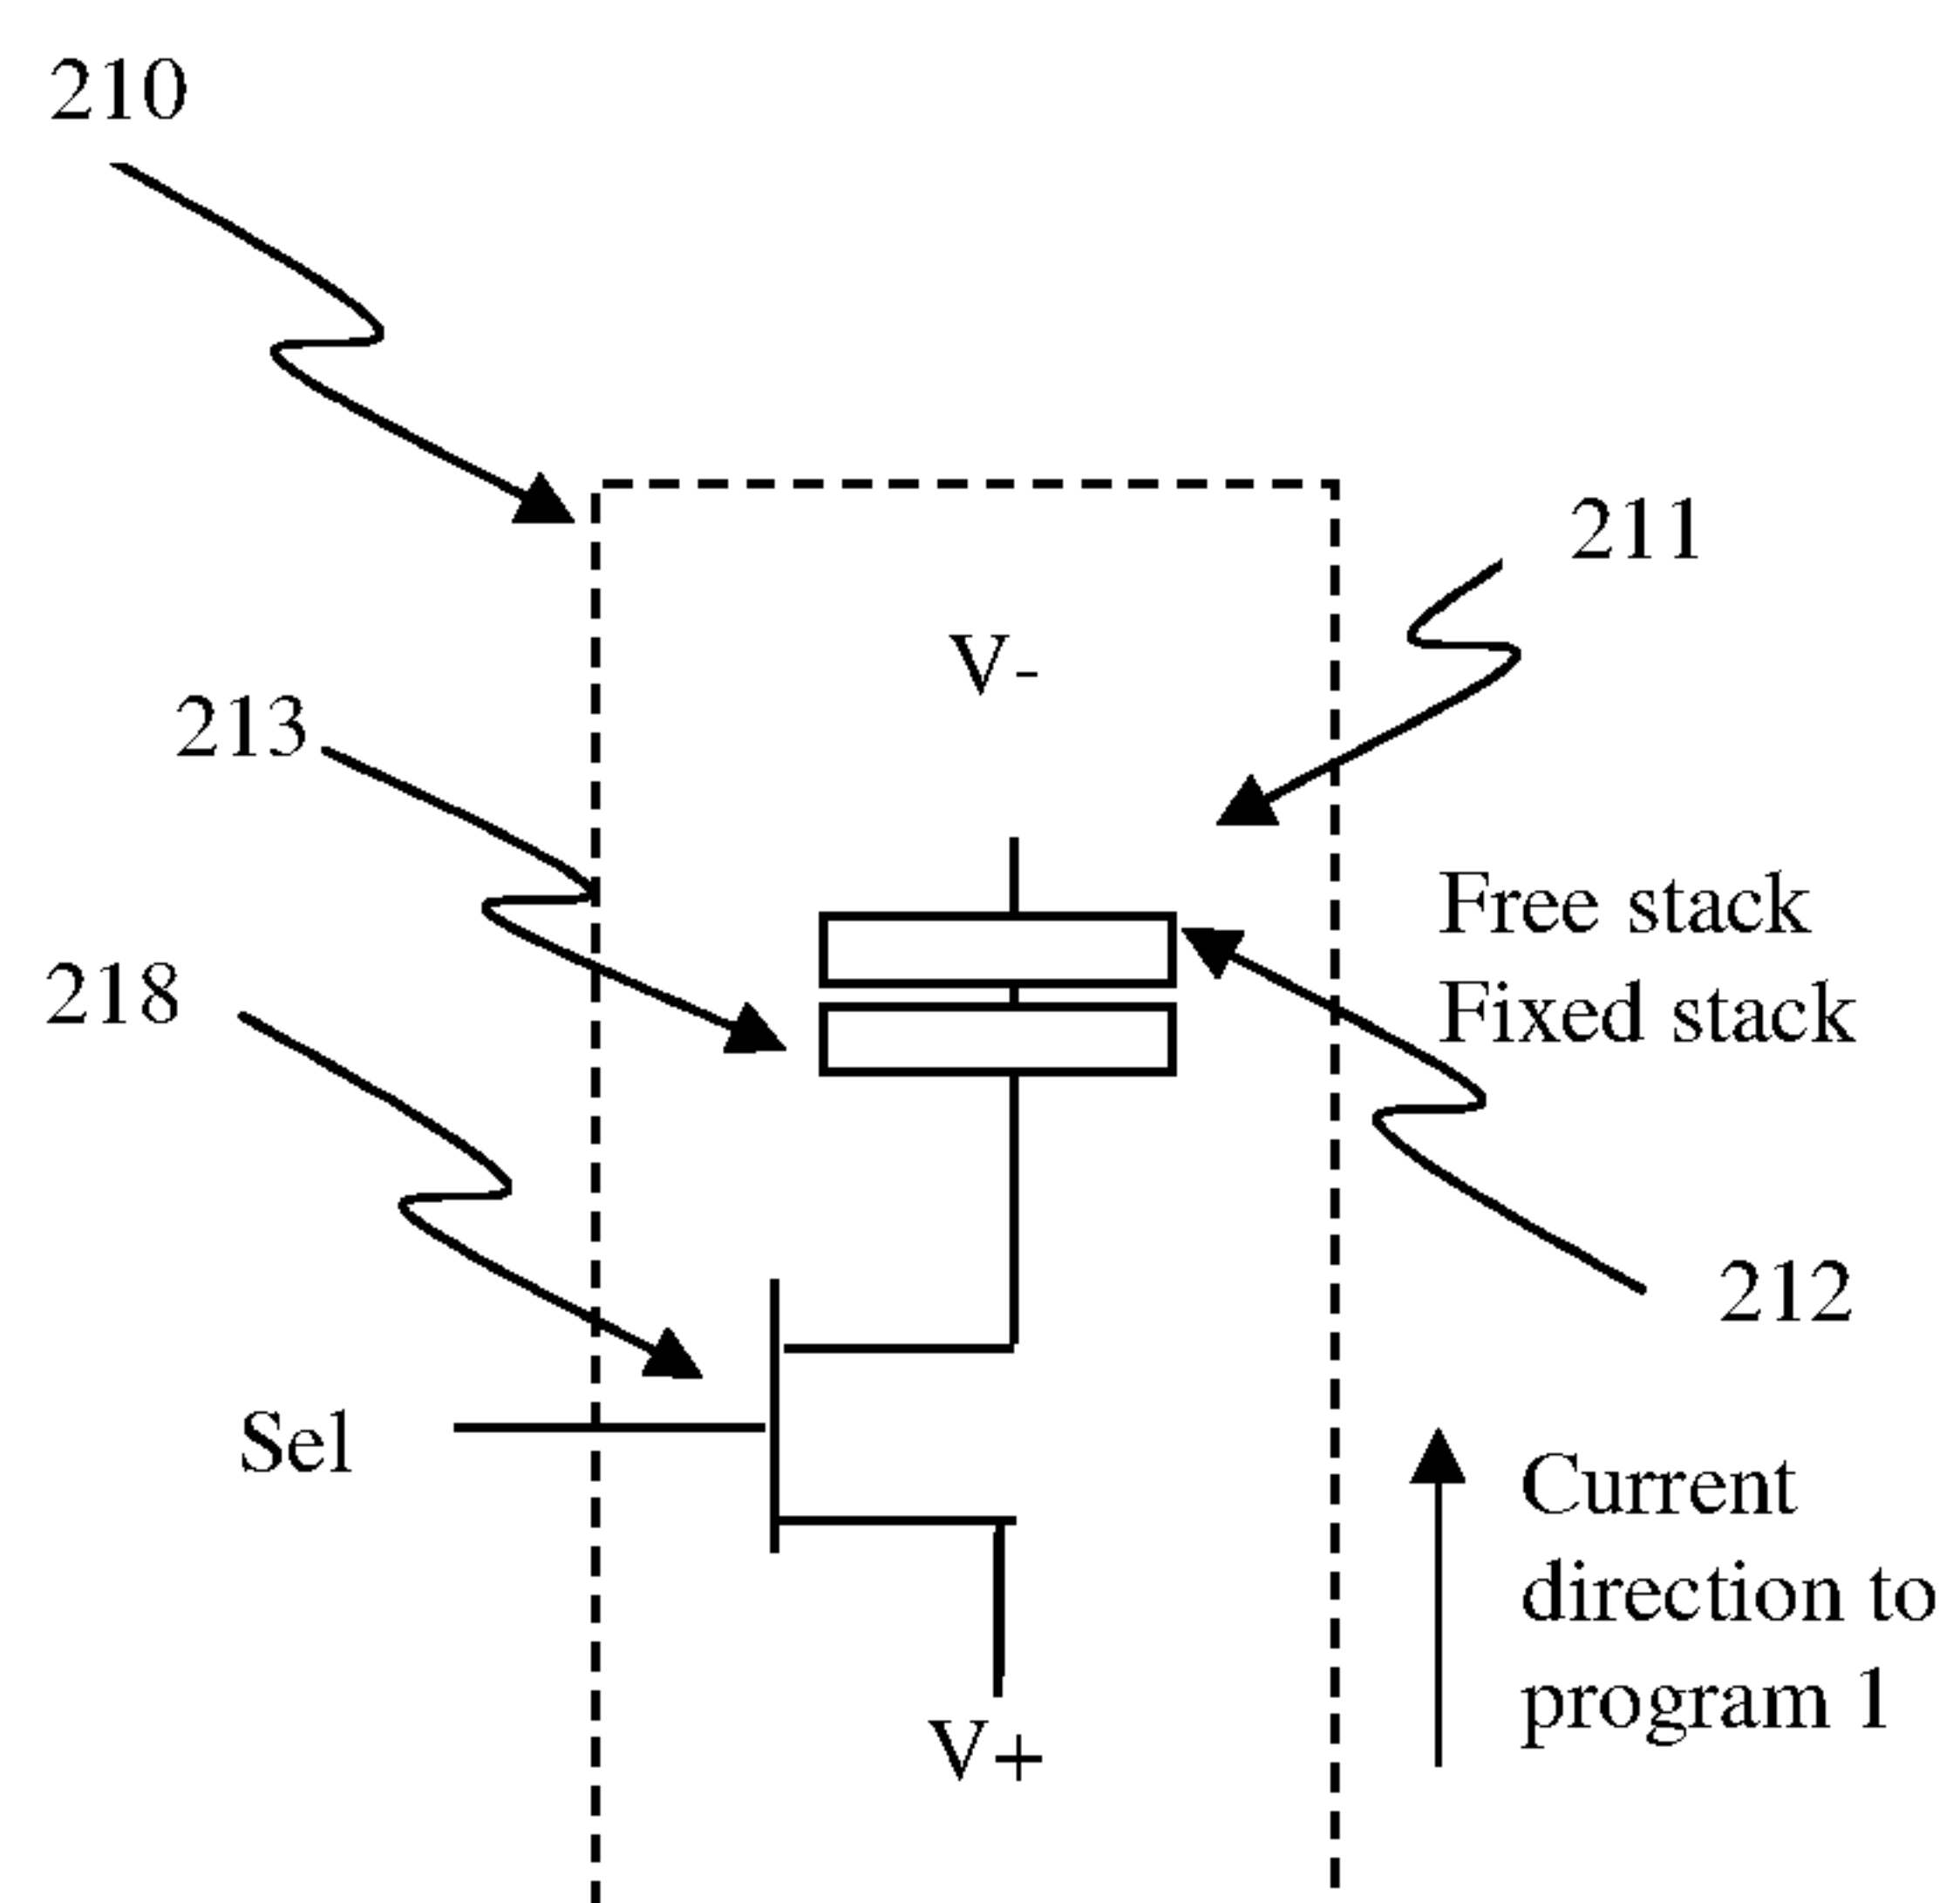 210
211
V-
213
Free stack
218
Fixed stack
212
Sel
Current
direction to
program 1
V+